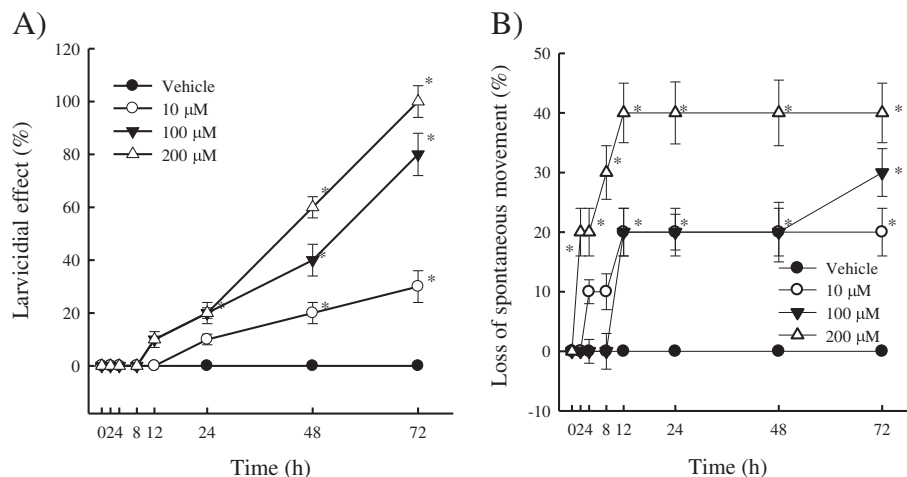 A)
Larvicidial effect (%)
120
100
80
60
40
20
0
Vehicle
10 μM
100 μM
200 μM
*
*
*
*
*
*
*
0 2 4 8 12 24 48 72
Time (h)
B)
Loss of spontaneous movement (%)
50
40
30
20
10
0
-10
*
*
*
*
*
*
*
*
*
*
*
*
Vehicle
10 μM
100 μM
200 μM
0 2 4 8 12 24 48 72
Time (h)